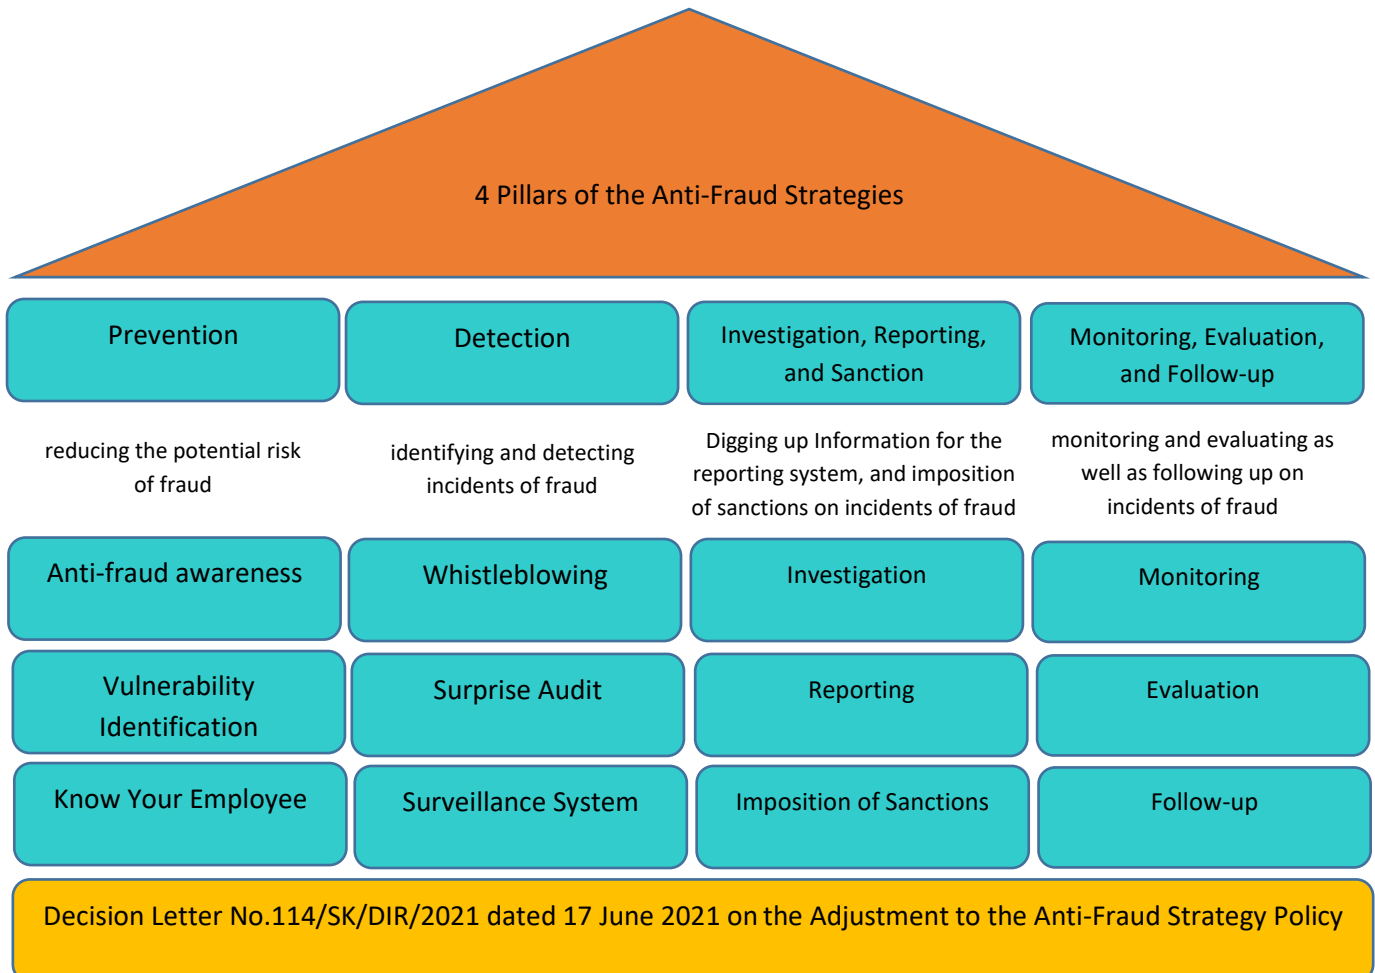 4 Pillars of the Anti-Fraud Strategies
Prevention
Detection
Investigation, Reporting,
and Sanction
Monitoring, Evaluation,
and Follow-up
reducing the potential risk
of fraud
identifying and detecting
incidents of fraud
Digging up Information for the
reporting system, and imposition
of sanctions on incidents of fraud
monitoring and evaluating as
well as following up on
incidents of fraud
Anti-fraud awareness
Whistleblowing
Investigation
Monitoring
Vulnerability
Identification
Surprise Audit
Reporting
Evaluation
Know Your Employee
Surveillance System
Imposition of Sanctions
Follow-up
Decision Letter No.114/SK/DIR/2021 dated 17 June 2021 on the Adjustment to the Anti-Fraud Strategy Policy